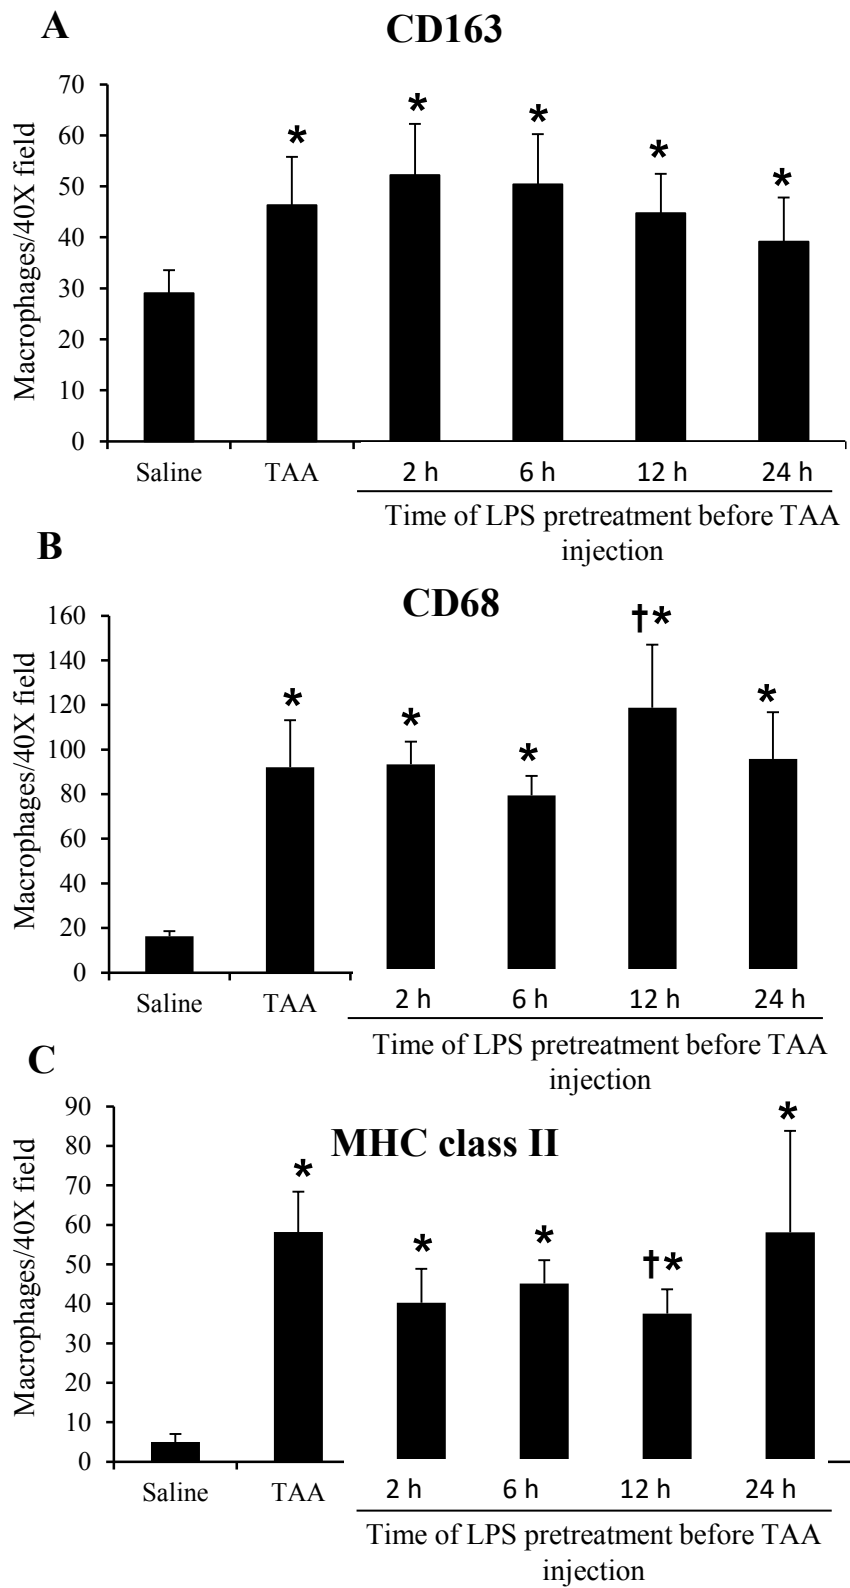 A
CD163
Macrophages/40X field
70
60
50
40
30
20
10
0
* * * * *
Saline TAA 2 h 6 h 12 h 24 h
Time of LPS pretreatment before TAA
injection
B
CD68
Macrophages/40X field
160
140
120
100
80
60
40
20
0
* * * †* *
Saline TAA 2 h 6 h 12 h 24 h
Time of LPS pretreatment before TAA
injection
C
MHC class II
Macrophages/40X field
90
80
70
60
50
40
30
20
10
0
* * * †* *
Saline TAA 2 h 6 h 12 h 24 h
Time of LPS pretreatment before TAA
injection